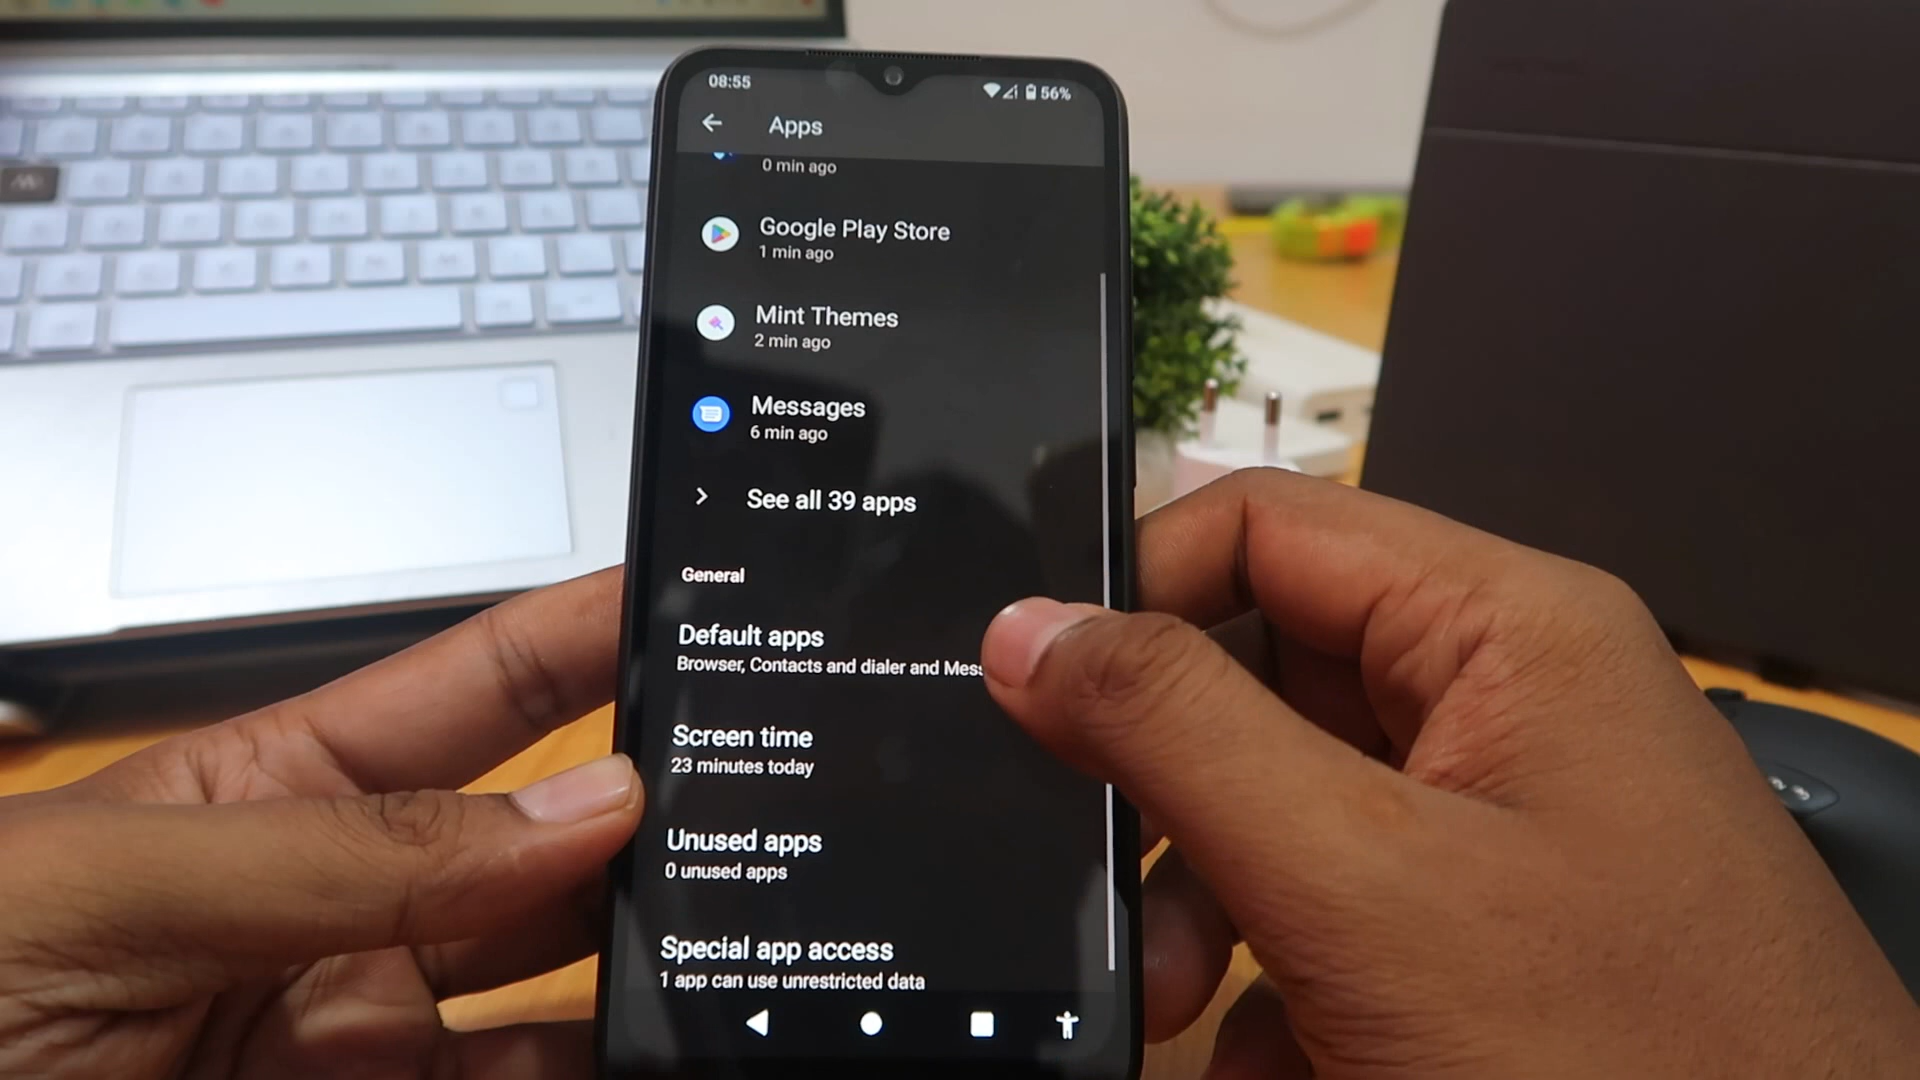 08:55
56%
Apps
0 min ago
Google Play Store
1 min ago
Mint Themes
2 min ago
Messages
6 min ago
See all 39 apps
General
Default apps
Browser, Contacts and dialer and Mess
Screen time
23 minutes today
Unused apps
0 unused apps
Special app access
1 app can use unrestricted data